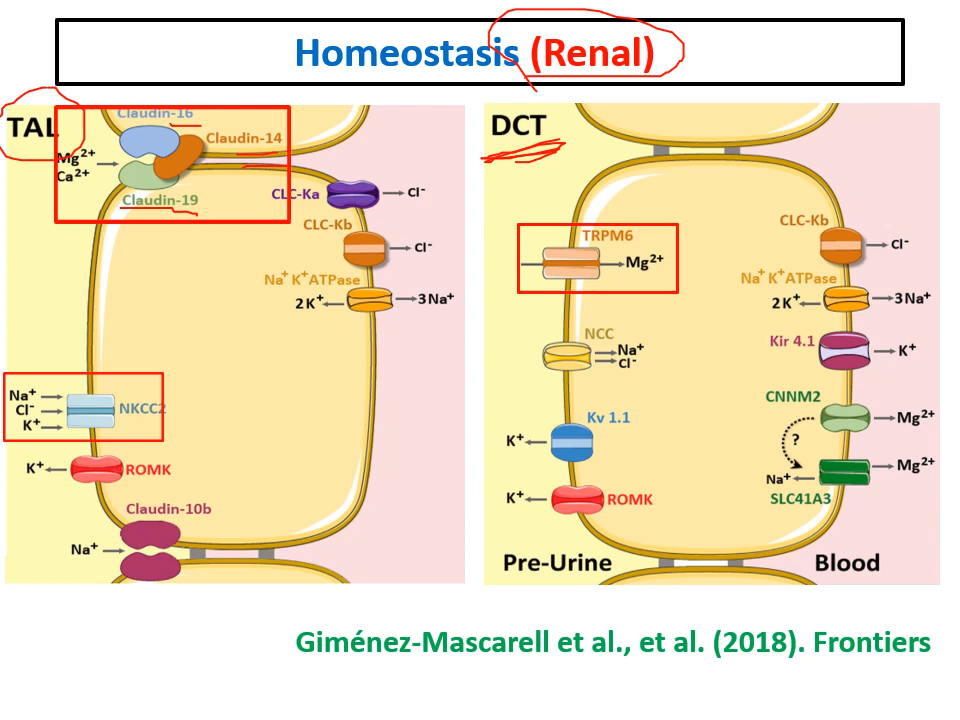 Homeostasis (Renal)
TAL
Claudin-16
Claudin-14
Mg2+
Ca2+
Claudin-19
CLC-Ka
Cl-
CLC-Kb
Cl-
Na+ K+ATPase
2K+
3Na+
Na+
Cl-
K+
NKCC2
K+
ROMK
Claudin-10b
Na+
DCT
TRPM6
Mg2+
CLC-Kb
Cl-
Na+ K+ATPase
2K+
3Na+
NCC
Na+
Cl-
Kir 4.1
K+
CNNM2
Mg2+
Kv 1.1
K+
?
Mg2+
Na+
SLC41A3
K+
ROMK
Pre-Urine
Blood
Giménez-Mascarell et al., et al. (2018). Frontiers